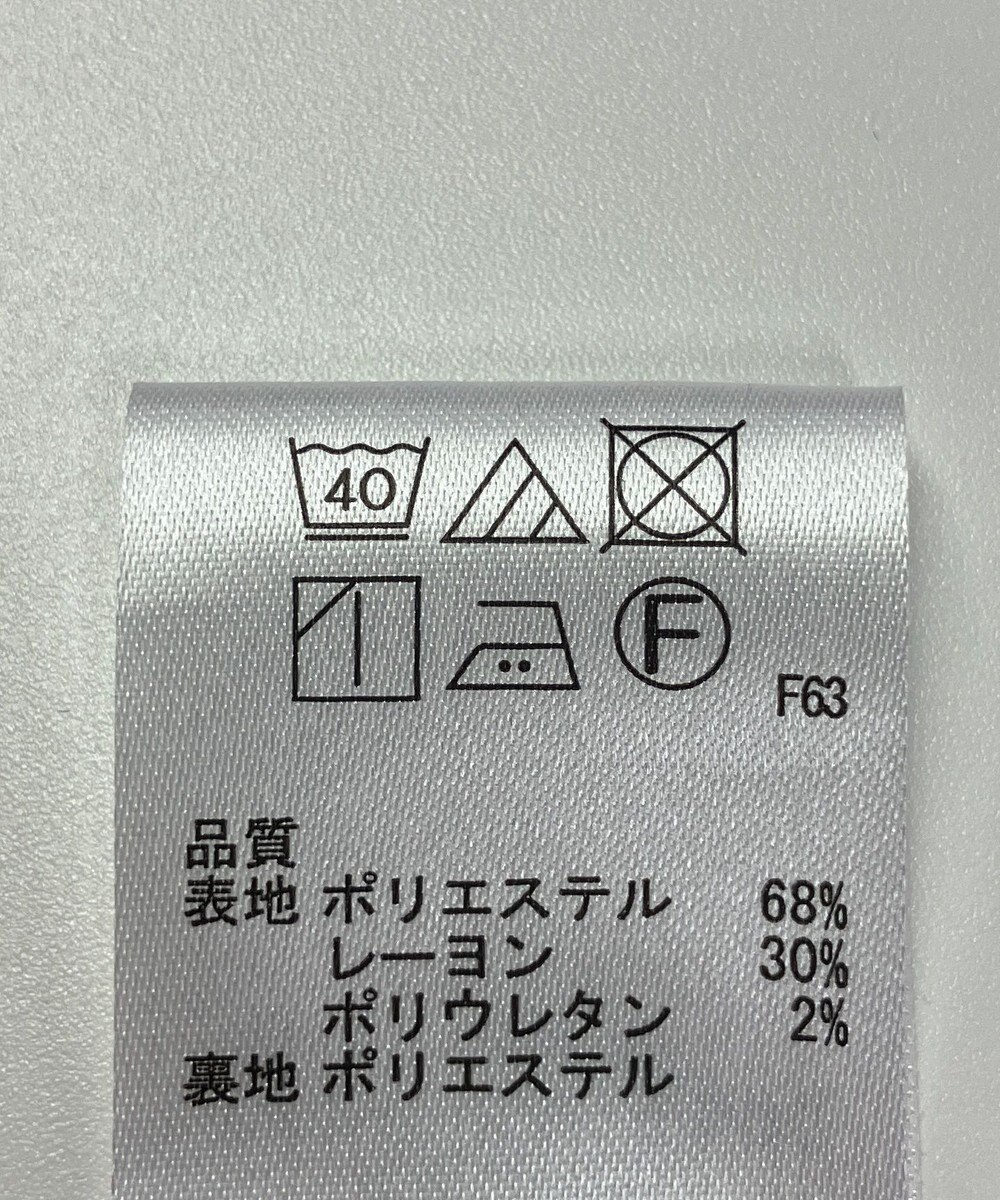 40
F
F63
品質
表地 ポリエステル 68%
レーヨン 30%
ポリウレタン 2%
裏地 ポリエステル